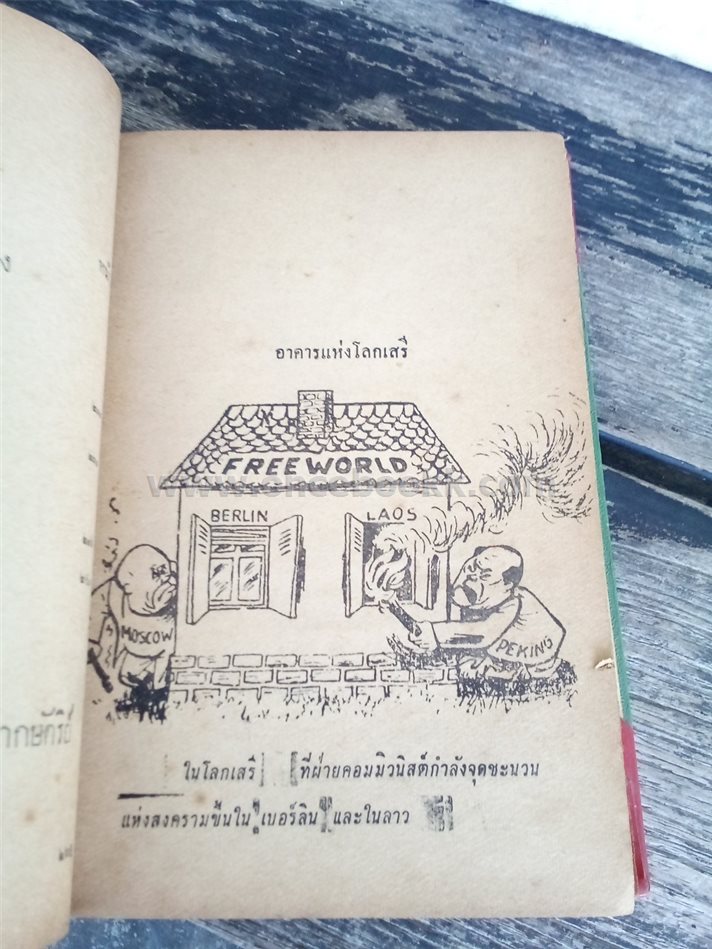 อาคารแห่งโลกเสรี
FREE WORLD
BERLIN
LAOS
MOSCOW
PEKING
ในโลกเสรี ที่ฝ่ายคอมมิวนิสต์กำลังจุดชะนวน
แห่งสงครามขึ้นใน เบอร์ลิน และในลาว